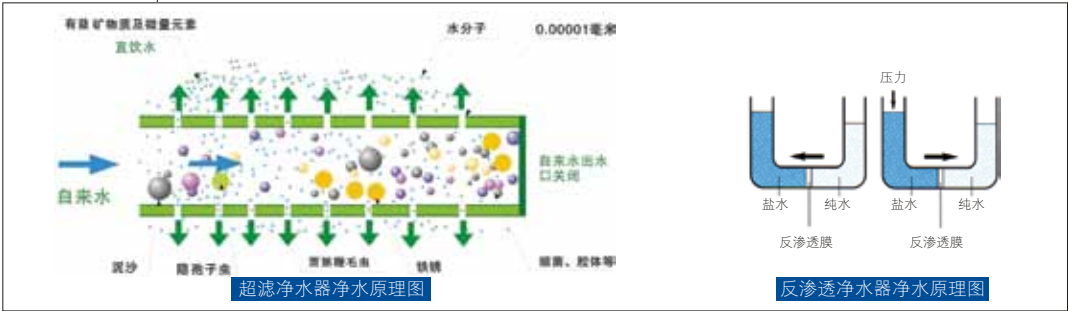 有益矿物质及微量元素
直饮水
水分子
0.00001毫米
自来水
自来水出水
口关闭
泥沙
隐孢子虫
贾第鞭毛虫
铁锈
细菌、胶体等
超滤净水器净水原理图
压力
盐水
纯水
盐水
纯水
反渗透膜
反渗透膜
反渗透净水器净水原理图